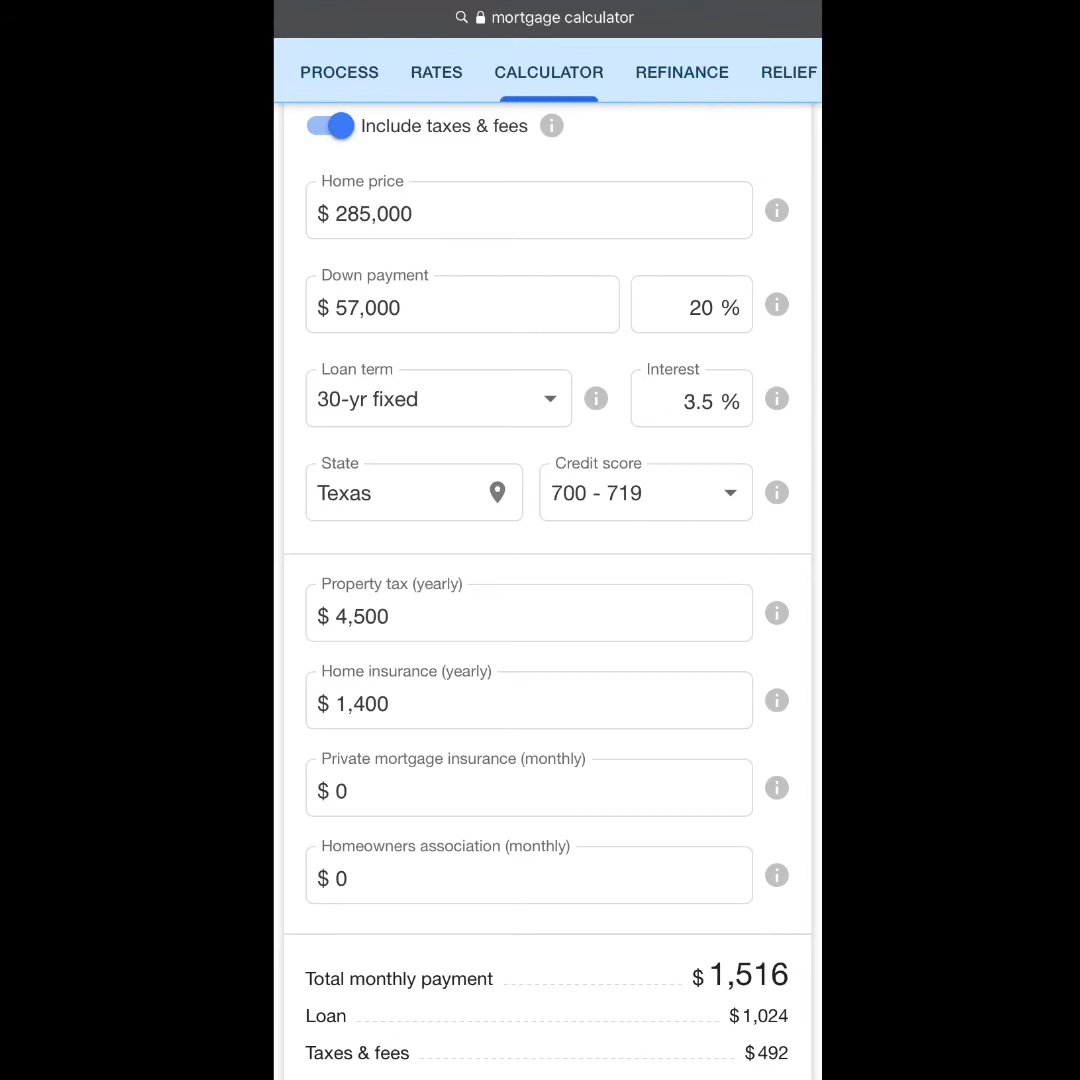 mortgage calculator
PROCESS RATES CALCULATOR REFINANCE RELIEF
Include taxes & fees
Home price
$ 285,000
Down payment
$ 57,000 20 %
Loan term Interest
30-yr fixed 3.5 %
State Credit score
Texas 700 - 719
Property tax (yearly)
$ 4,500
Home insurance (yearly)
$ 1,400
Private mortgage insurance (monthly)
$ 0
Homeowners association (monthly)
$ 0
Total monthly payment $ 1,516
Loan $1,024
Taxes & fees $492